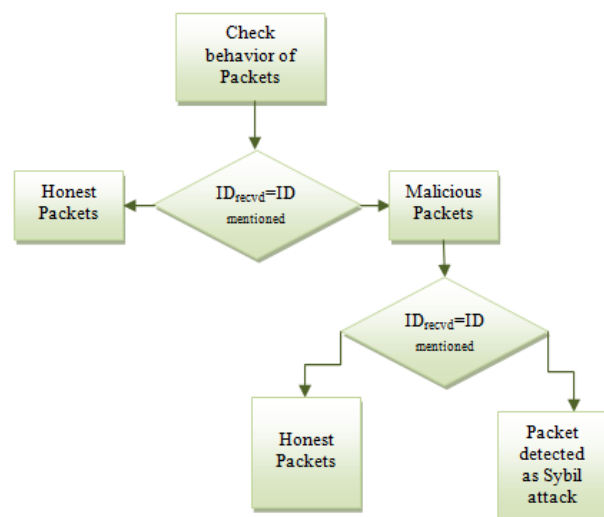 Check
behavior of
Packets
Honest
Packets
IDrecvd=ID
mentioned
Malicious
Packets
IDrecvd=ID
mentioned
Honest
Packets
Packet
detected
as Sybil
attack